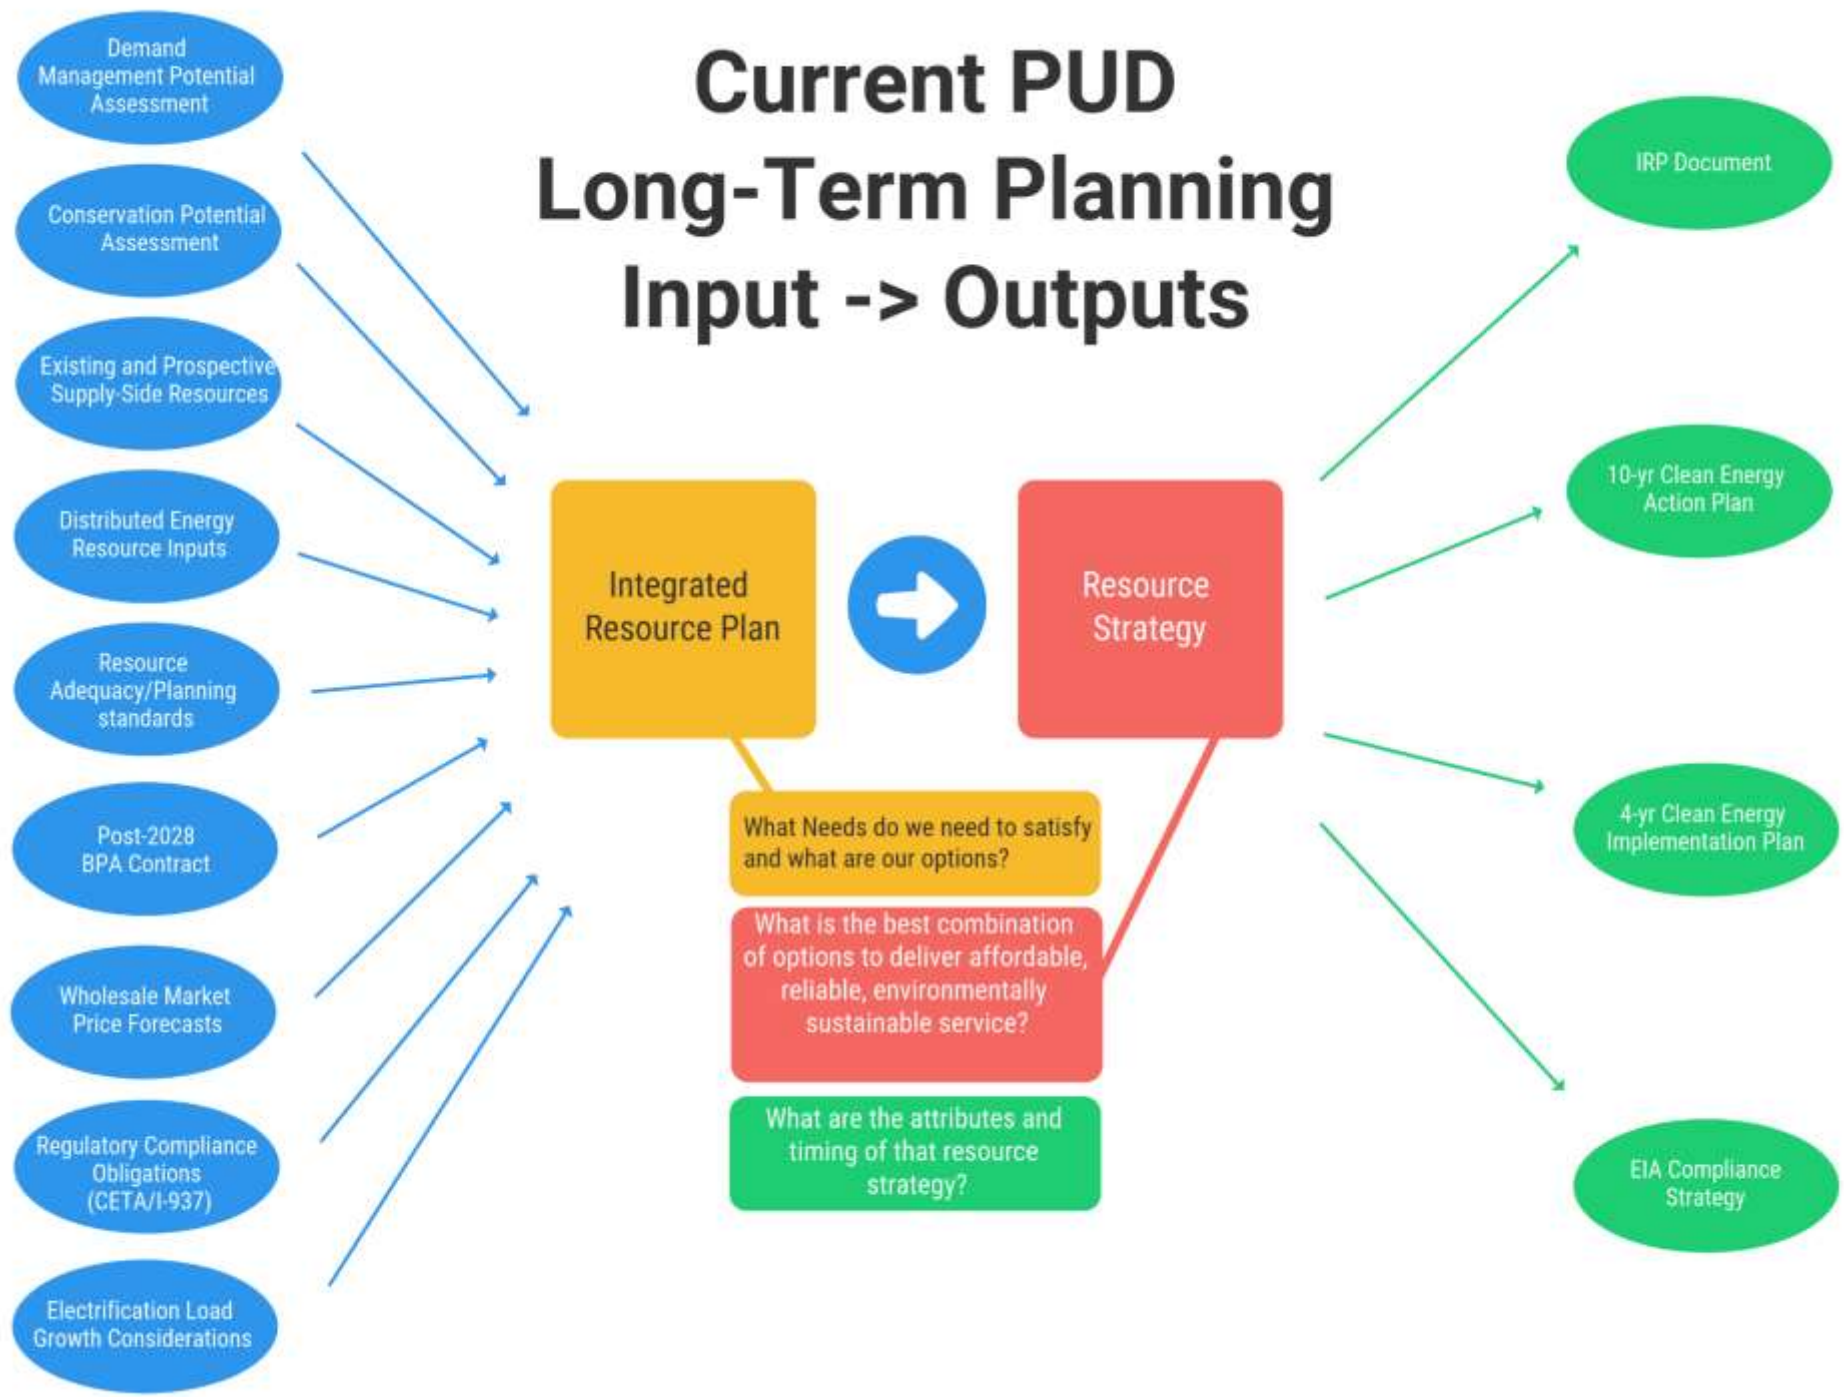 Current PUD
Long-Term Planning
Input -> Outputs
Demand
Management Potential
Assessment
Conservation Potential
Assessment
Existing and Prospective
Supply-Side Resources
Distributed Energy
Resource Inputs
Resource
Adequacy/Planning
standards
Post-2028
BPA Contract
Wholesale Market
Price Forecasts
Regulatory Compliance
Obligations
(CETA/I-937)
Electrification Load
Growth Considerations
Integrated
Resource Plan
Resource
Strategy
What Needs do we need to satisfy
and what are our options?
What is the best combination
of options to deliver affordable,
reliable, environmentally
sustainable service?
What are the attributes and
timing of that resource
strategy?
IRP Document
10-yr Clean Energy
Action Plan
4-yr Clean Energy
Implementation Plan
EIA Compliance
Strategy